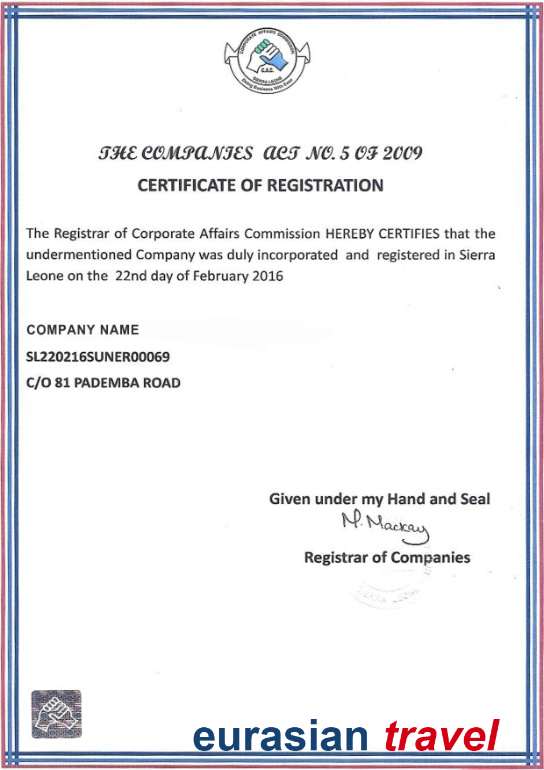 CORPORATE AFFAIRS COMMISSION
C.A.C.
SIERRA LEONE
Doing Business With Ease
THE COMPANIES ACT NO. 5 OF 2009
CERTIFICATE OF REGISTRATION
The Registrar of Corporate Affairs Commission HEREBY CERTIFIES that the
undermentioned Company was duly incorporated and registered in Sierra
Leone on the 22nd day of February 2016
COMPANY NAME
SL220216SUNER00069
C/O 81 PADEMBA ROAD
Given under my Hand and Seal
M. Mackay
Registrar of Companies
eurasian travel